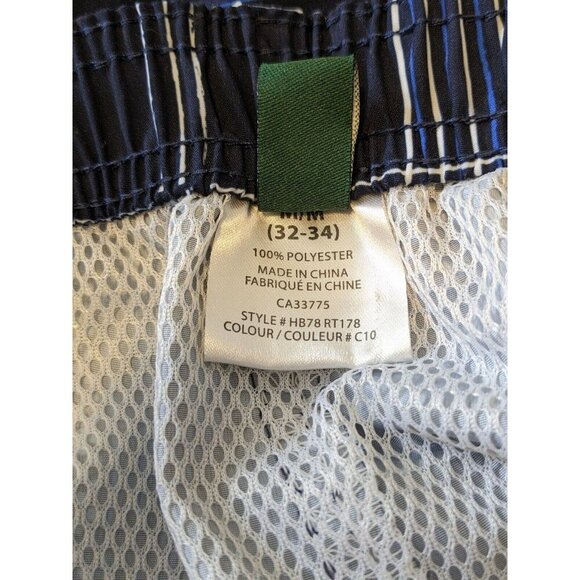 M/M
(32-34)
100% POLYESTER
MADE IN CHINA
FABRIQUÉ EN CHINE
CA33775
STYLE # HB78 RT178
COLOUR / COULEUR # C10